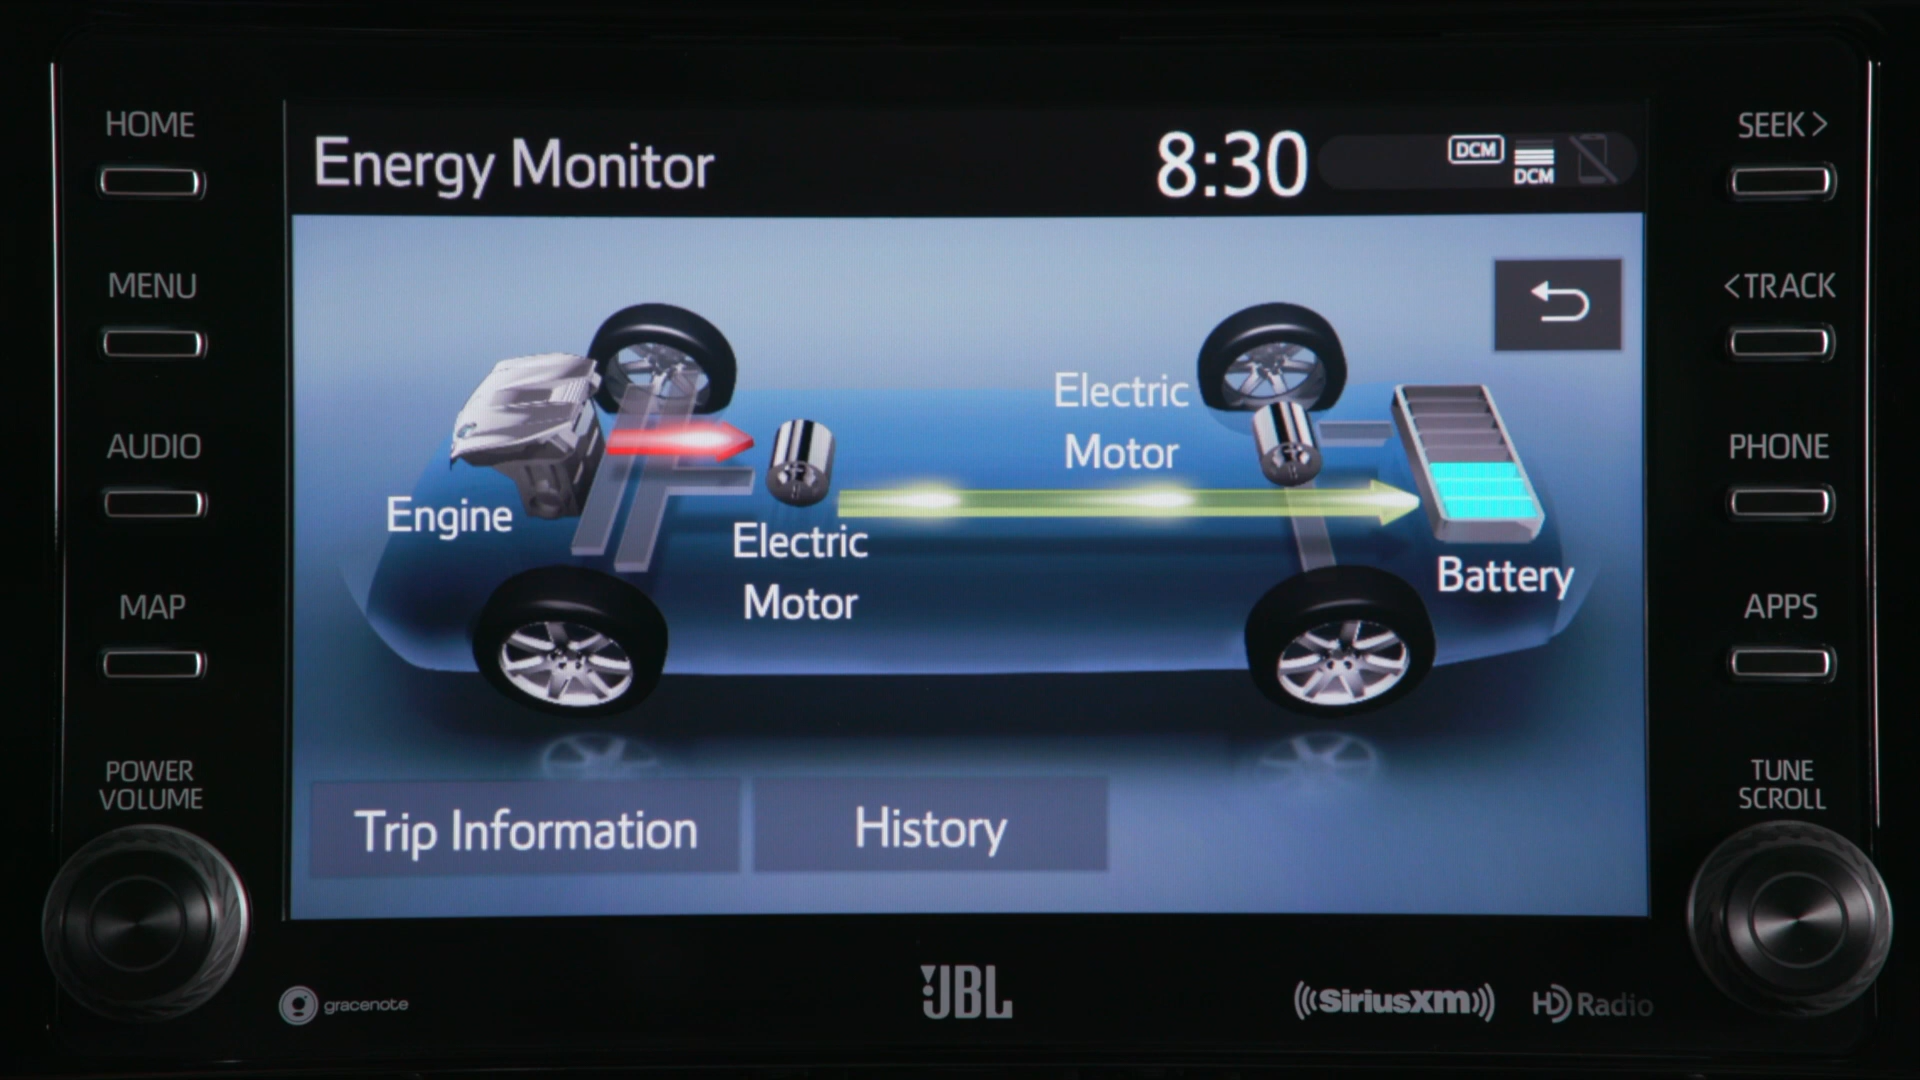 HOME
MENU
AUDIO
MAP
POWER
VOLUME
Energy Monitor
8:30
DCM
DCM
Engine
Electric
Motor
Electric
Motor
Battery
Trip Information
History
SEEK >
< TRACK
PHONE
APPS
TUNE
SCROLL
gracenote
JBL
SiriusXM
HD Radio